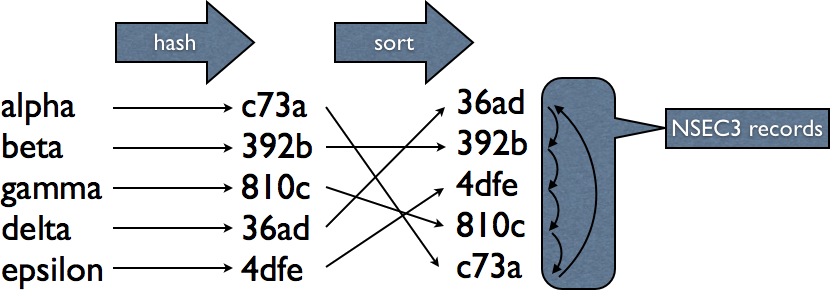 hash sort
alpha c73a 36ad
beta 392b 392b NSEC3 records
gamma 810c 4dfe
delta 36ad 810c
epsilon 4dfe c73a